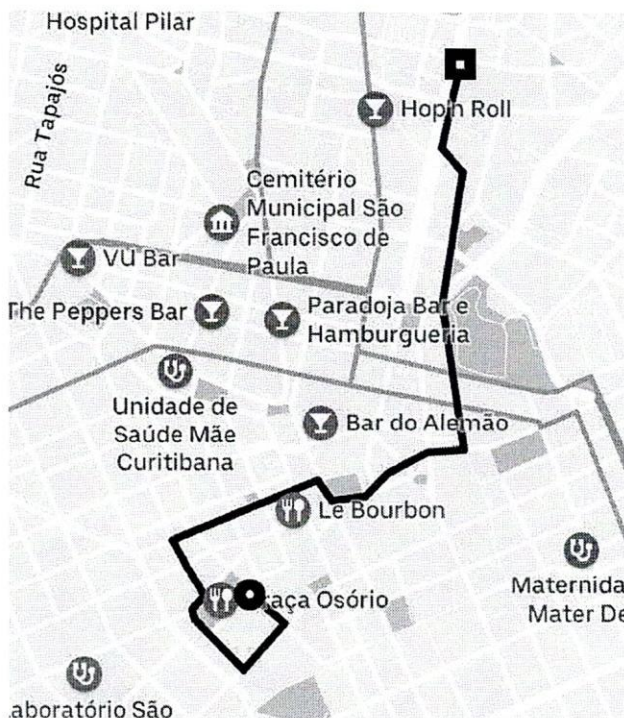 Hospital Pilar
Rua Tapajós
Hop'n Roll
Cemitério
Municipal São
Francisco de
Paula
VU Bar
The Peppers Bar
Paradoja Bar e
Hamburgueria
Unidade de
Saúde Mãe
Curitibana
Bar do Alemão
Le Bourbon
raça Osório
Maternida
Mater De
aboratório São